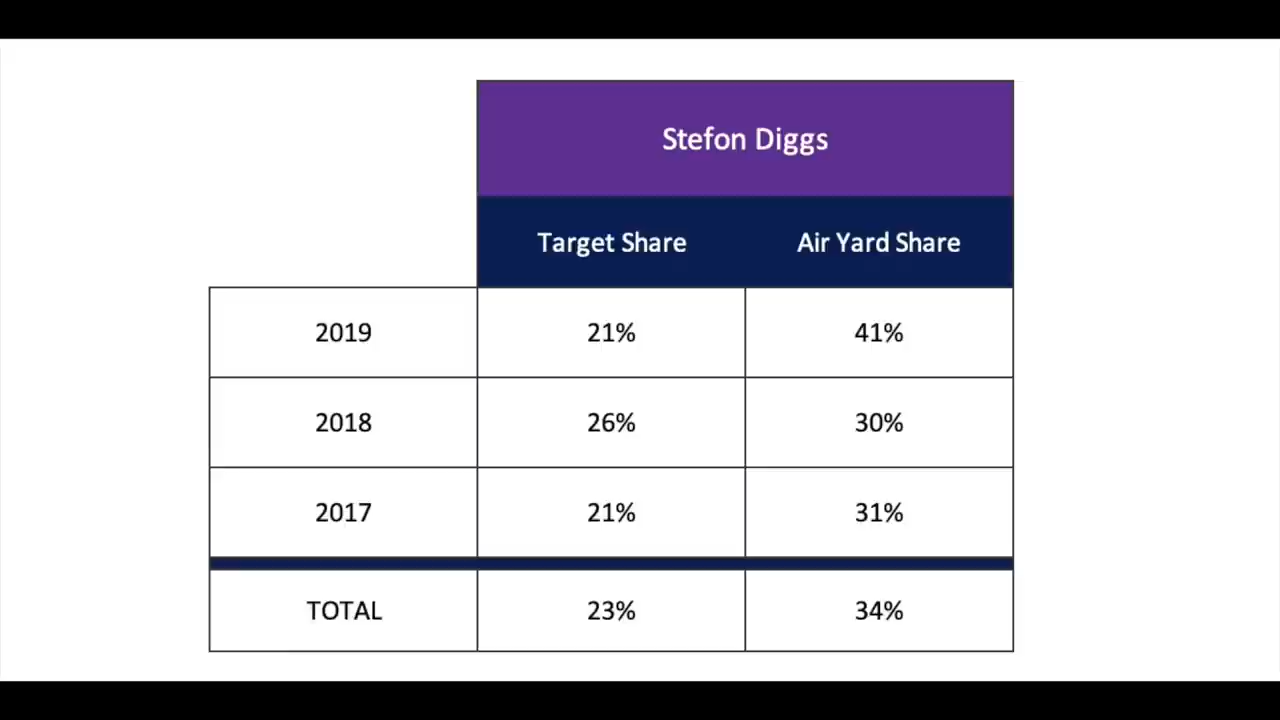 Stefon Diggs
Target Share Air Yard Share
2019 21% 41%
2018 26% 30%
2017 21% 31%
TOTAL 23% 34%